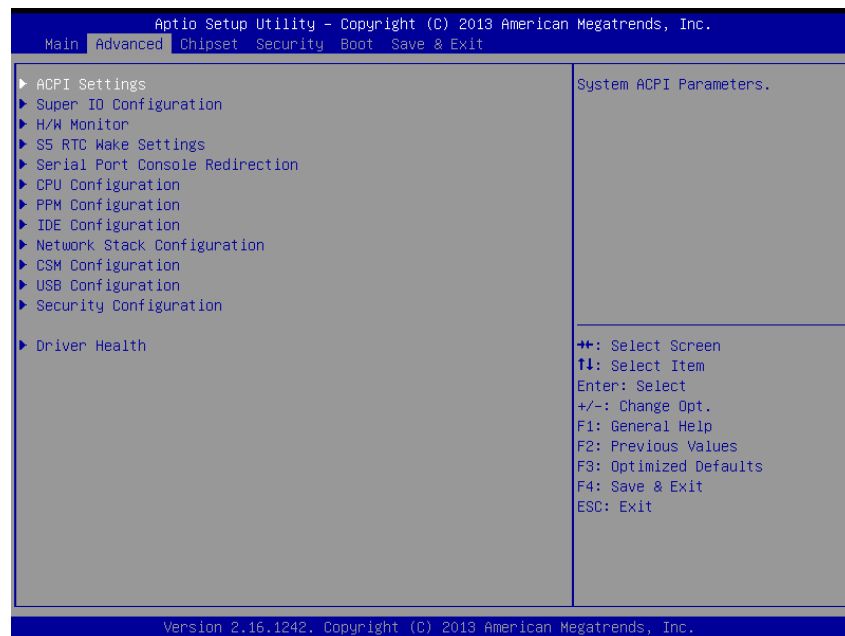 Aptio Setup Utility - Copyright (C) 2013 American Megatrends, Inc.
Main Advanced Chipset Security Boot Save & Exit
ACPI Settings
Super IO Configuration
H/W Monitor
S5 RTC Wake Settings
Serial Port Console Redirection
CPU Configuration
PPM Configuration
IDE Configuration
Network Stack Configuration
CSM Configuration
USB Configuration
Security Configuration
Driver Health
System ACPI Parameters.
→←: Select Screen
↑↓: Select Item
Enter: Select
+/-: Change Opt.
F1: General Help
F2: Previous Values
F3: Optimized Defaults
F4: Save & Exit
ESC: Exit
Version 2.16.1242. Copyright (C) 2013 American Megatrends, Inc.